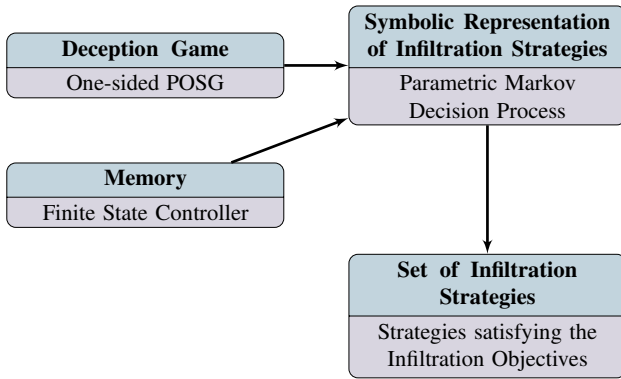 Deception Game
One-sided POSG
Symbolic Representation
of Infiltration Strategies
Parametric Markov
Decision Process
Memory
Finite State Controller
Set of Infiltration
Strategies
Strategies satisfying the
Infiltration Objectives